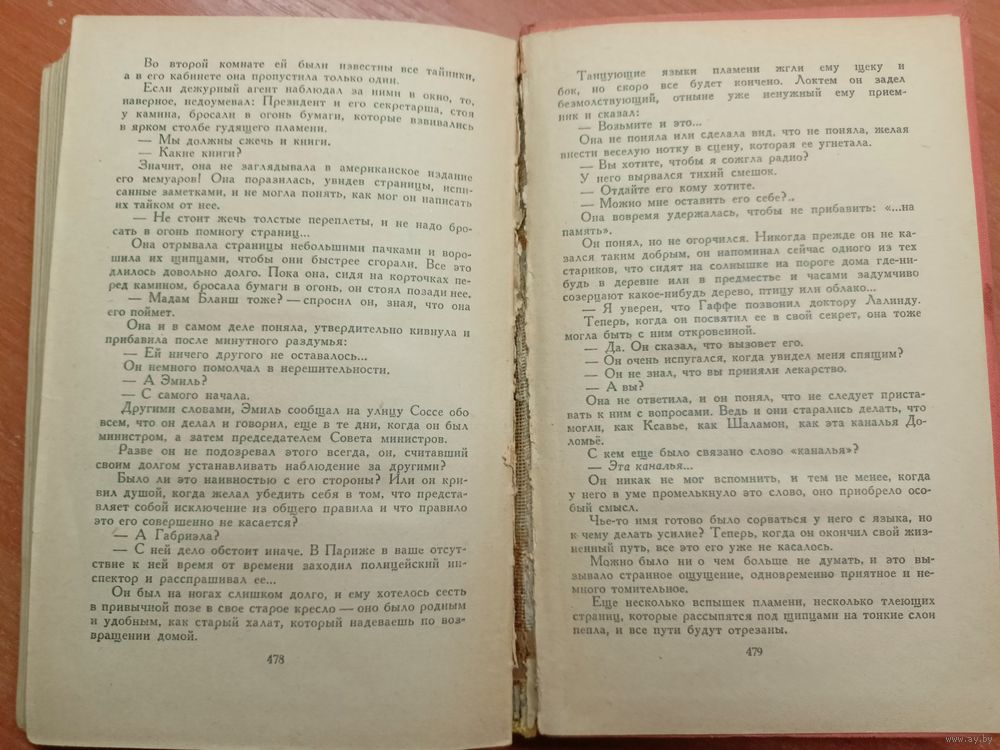 Во второй комнате ей были известны все тайники,
а в его кабинете она пропустила только один.
Если дежурный агент наблюдал за ними в окно, то,
наверное, недоумевал: Президент и его секретарша, стоя
у камина, бросали в огонь бумаги, которые взвивались
в ярком столбе гудящего пламени.
— Мы должны сжечь и книги.
— Какие книги?
Значит, она не заглядывала в американское издание
его мемуаров! Она поразилась, увидев страницы, испи-
санные заметками, и не могла понять, как мог он написать
их тайком от нее.
— Не стоит жечь толстые переплеты, и не надо бро-
сать в огонь помногу страниц...
Она отрывала страницы небольшими пачками и воро-
шила их щипцами, чтобы они быстрее сгорали. Все это
длилось довольно долго. Пока она, сидя на корточках пе-
ред камином, бросала бумаги в огонь, он стоял позади нее.
— Мадам Бланш тоже? — спросил он, зная, что она
его поймет.
Она и в самом деле поняла, утвердительно кивнула и
прибавила после минутного раздумья:
— Ей ничего другого не оставалось...
Он немного помолчал в нерешительности.
— А Эмиль?
— С самого начала.
Другими словами, Эмиль сообщал на улицу Соссе обо
всем, что он делал и говорил, еще в те дни, когда он был
министром, а затем председателем Совета министров.
Разве он не подозревал этого всегда, он, считавший
своим долгом устанавливать наблюдение за другими?
Было ли это наивностью с его стороны? Или он кри-
вил душой, когда желал убедить себя в том, что предста-
вляет собой исключение из общего правила и что правило
это его совершенно не касается?
— А Габриэла?
— С ней дело обстоит иначе. В Париже в ваше отсут-
ствие к ней время от времени заходил полицейский ин-
спектор и расспрашивал ее...
Он был на ногах слишком долго, и ему хотелось сесть
в привычной позе в свое старое кресло — оно было родным
и удобным, как старый халат, который надеваешь по воз-
вращении домой.
478
Танцующие языки пламени жгли ему щеку и
бок, но скоро все будет кончено. Локтем он задел
безмолствующий, отныне уже ненужный ему прием-
ник и сказал:
— Возьмите и это...
Она не поняла или сделала вид, что не поняла, желая
внести веселую нотку в сцену, которая ее угнетала.
— Вы хотите, чтобы я сожгла радио?
У него вырвался тихий смешок.
— Отдайте его кому хотите.
— Можно мне оставить его себе?..
Она вовремя удержалась, чтобы не прибавить: «...на
память».
Он понял, но не огорчился. Никогда прежде он не ка-
зался таким добрым, он напоминал сейчас одного из тех
стариков, что сидят на солнышке на пороге дома где-ни-
будь в деревне или в предместье и часами задумчиво
созерцают какое-нибудь дерево, птицу или облако...
— Я уверен, что Гаффе позвонил доктору Лалинду.
Теперь, когда он посвятил ее в свой секрет, она тоже
могла быть с ним откровенной.
— Да. Он сказал, что вызовет его.
— Он очень испугался, когда увидел меня спящим?
— Он не знал, что вы приняли лекарство.
— А вы?
Она не ответила, и он понял, что не следует приста-
вать к ним с вопросами. Ведь и они старались делать, что
могли, как Ксавье, как Шаламон, как эта каналья До-
ломьё.
С кем еще было связано слово «каналья»?
— Эта каналья...
Он никак не мог вспомнить, и тем не менее, когда
у него в уме промелькнуло это слово, оно приобрело осо-
бый смысл.
Чье-то имя готово было сорваться у него с языка, но
к чему делать усилие? Теперь, когда он окончил свой жиз-
ненный путь, все это его уже не касалось.
Можно было ни о чем больше не думать, и это вы-
зывало странное ощущение, одновременно приятное и не-
много томительное.
Еще несколько вспышек пламени, несколько тлеющих
страниц, которые рассыпятся под щипцами на тонкие слои
пепла, и все пути будут отрезаны.
479
www.ay.by